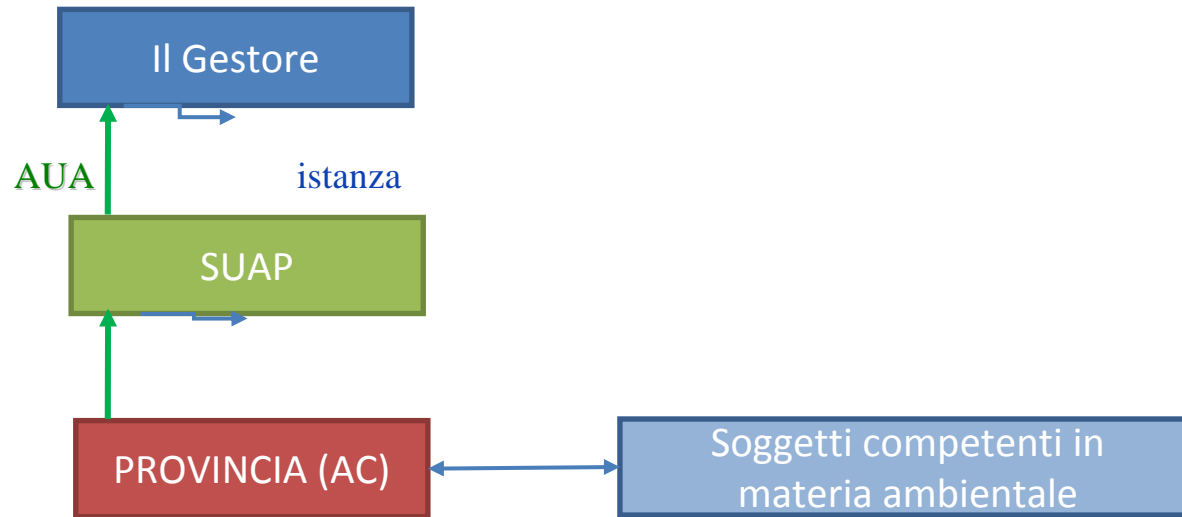 Il Gestore
AUA
istanza
SUAP
PROVINCIA (AC)
Soggetti competenti in
materia ambientale